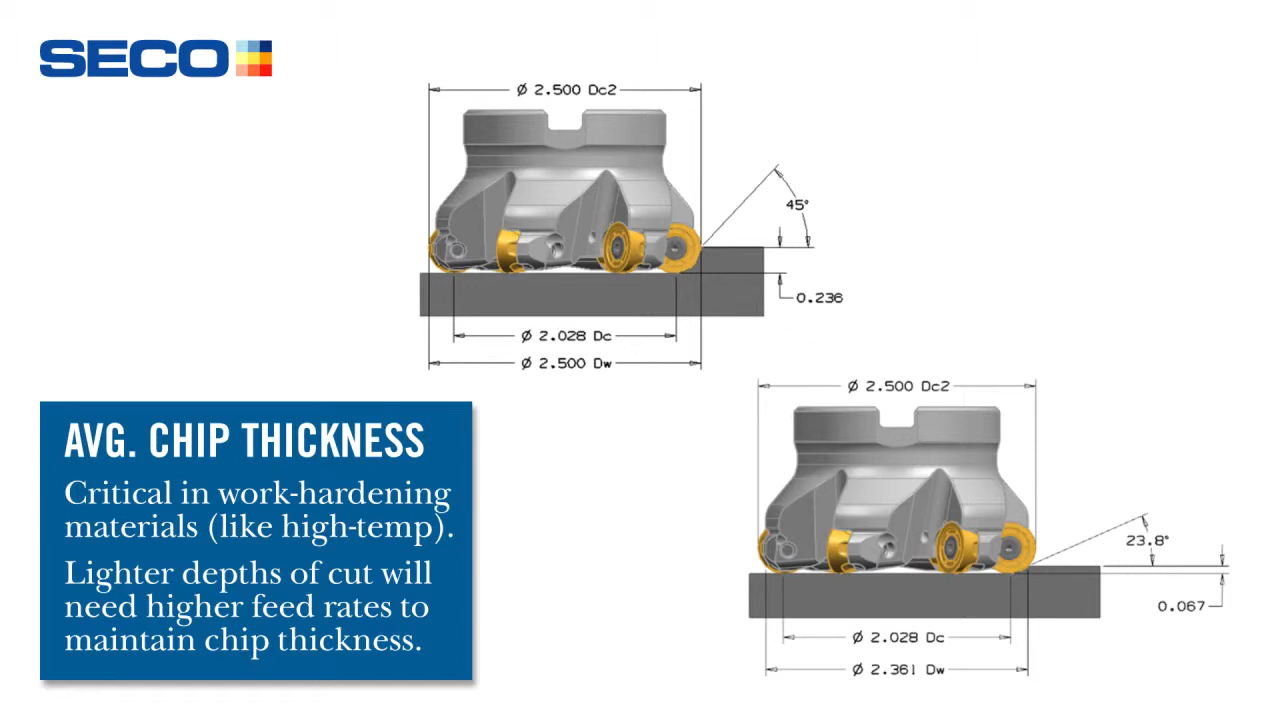 SECO
Ø 2.500 Dc2
45°
0.236
Ø 2.028 Dc
Ø 2.500 Dw
AVG. CHIP THICKNESS
Critical in work-hardening
materials (like high-temp).
Lighter depths of cut will
need higher feed rates to
maintain chip thickness.
Ø 2.500 Dc2
23.8°
0.067
Ø 2.028 Dc
Ø 2.361 Dw